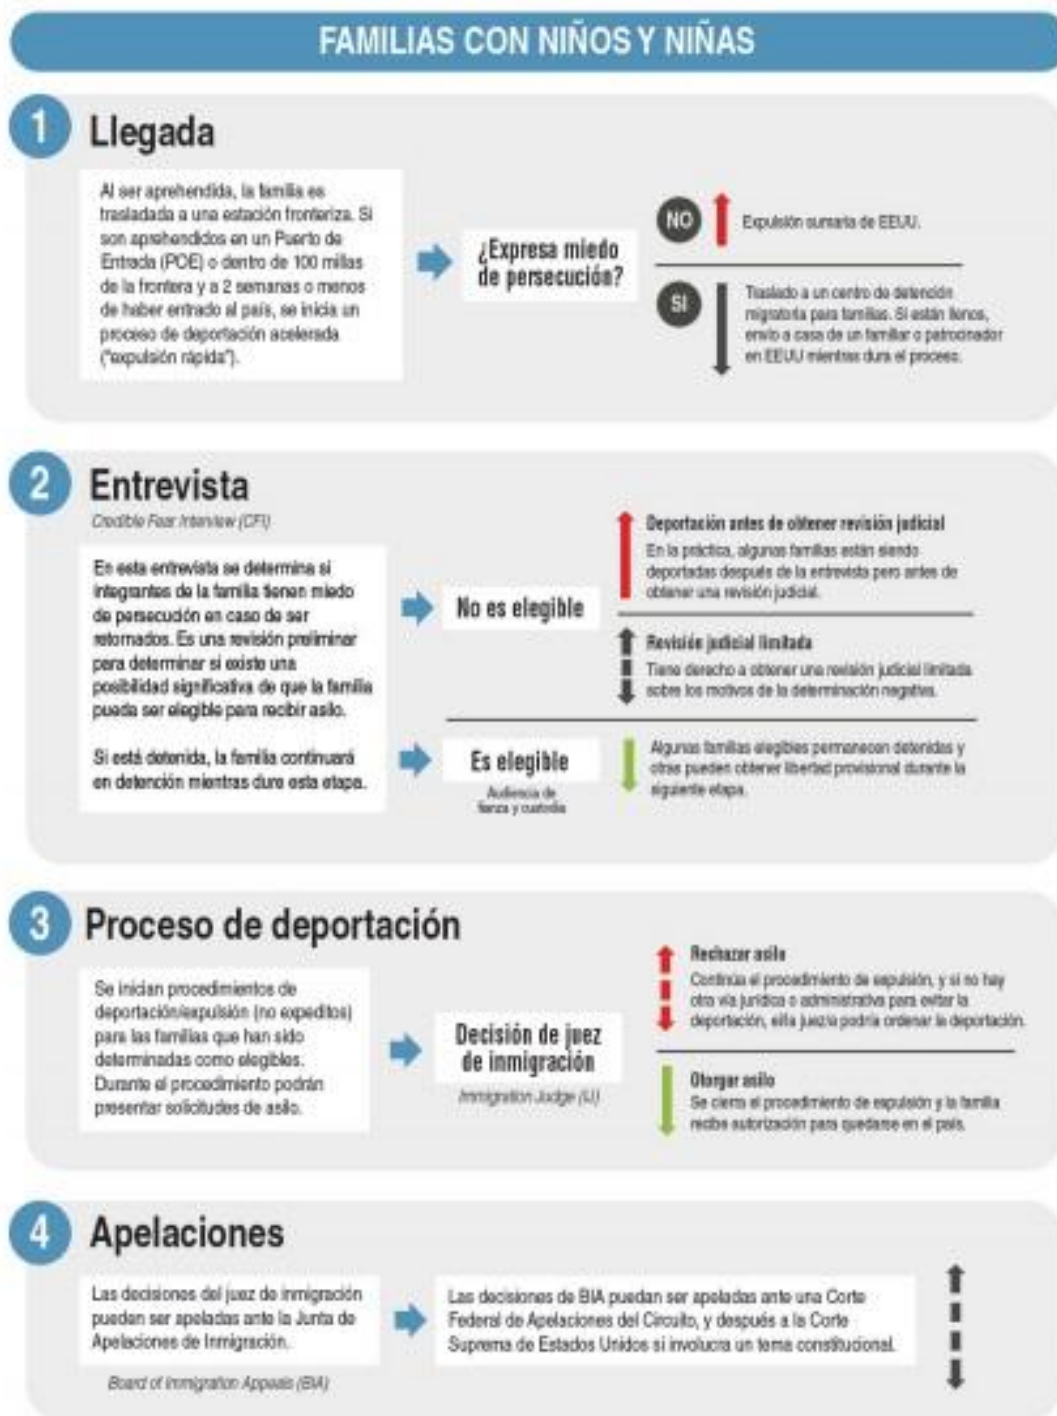 FAMILIAS CON NIÑOS Y NIÑAS
1
Llegada
Al ser aprehendida, la familia es
trasladada a una estación fronteriza. Si
son aprehendidos en un Puerto de
Entrada (POE) o dentro de 100 millas
de la frontera y a 2 semanas o menos
de haber entrado al país, se inicia un
proceso de deportación acelerada
("expulsión rápida").
¿Expresa miedo
de persecución?
NO
Expulsión sumaria de EEUU.
SI
Traslado a un centro de detención
migratoria para familias. Si están llenos,
envío a casa de un familiar o patrocinador
en EEUU mientras dura el proceso.
2
Entrevista
Credible Fear Interview (CFI)
En esta entrevista se determina si
integrantes de la familia tienen miedo
de persecución en caso de ser
retornados. Es una revisión preliminar
para determinar si existe una
posibilidad significativa de que la familia
pueda ser elegible para recibir asilo.
Si está detenida, la familia continuará
en detención mientras dure esta etapa.
No es elegible
Deportación antes de obtener revisión judicial
En la práctica, algunas familias están siendo
deportadas después de la entrevista pero antes de
obtener una revisión judicial.
Revisión judicial limitada
Tiene derecho a obtener una revisión judicial limitada
sobre los motivos de la determinación negativa.
Es elegible
Audiencia de
fianza y custodia
Algunas familias elegibles permanecen detenidas y
otras pueden obtener libertad provisional durante la
siguiente etapa.
3
Proceso de deportación
Se inician procedimientos de
deportación/expulsión (no expeditos)
para las familias que han sido
determinadas como elegibles.
Durante el procedimiento podrán
presentar solicitudes de asilo.
Decisión de juez
de inmigración
Immigration Judge (IJ)
Rechazar asilo
Continúa el procedimiento de expulsión, y si no hay
otra vía jurídica o administrativa para evitar la
deportación, el/la juez/a podría ordenar la deportación.
Otorgar asilo
Se cierra el procedimiento de expulsión y la familia
recibe autorización para quedarse en el país.
4
Apelaciones
Las decisiones del juez de inmigración
puedan ser apeladas ante la Junta de
Apelaciones de Inmigración.
Board of Immigration Appeals (BIA)
Las decisiones de BIA puedan ser apeladas ante una Corte
Federal de Apelaciones del Circuito, y después a la Corte
Suprema de Estados Unidos si involucra un tema constitucional.